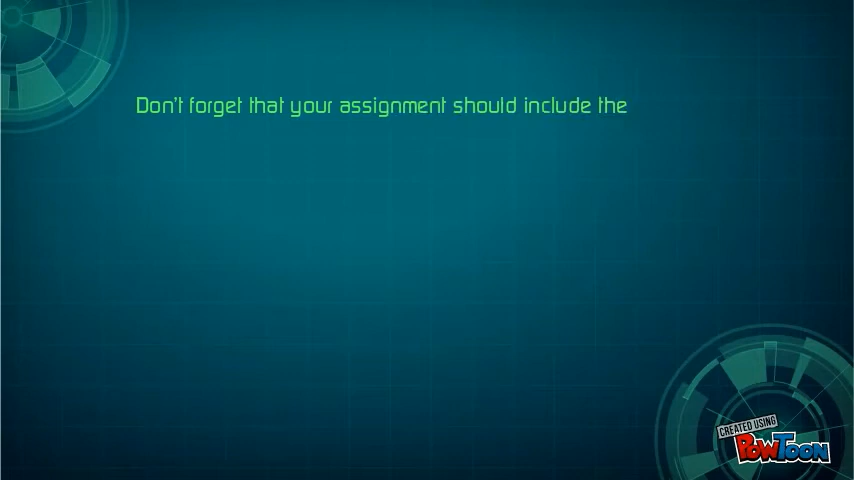 Don't forget that your assignment should include the
CREATED USING
POWTOON